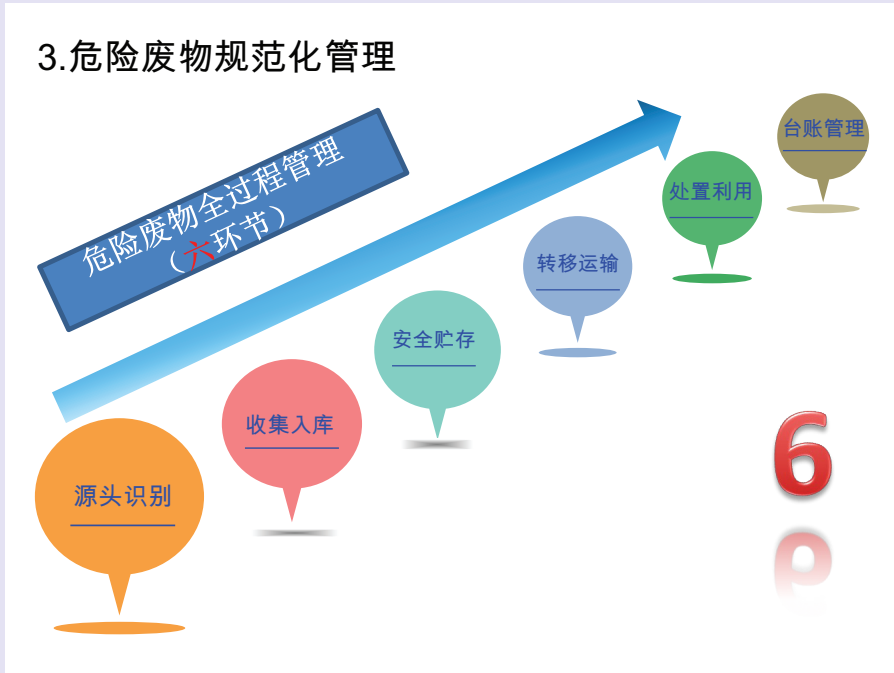 3.危险废物规范化管理
危险废物全过程管理
（六环节）
台账管理
处置利用
转移运输
安全贮存
收集入库
源头识别
6